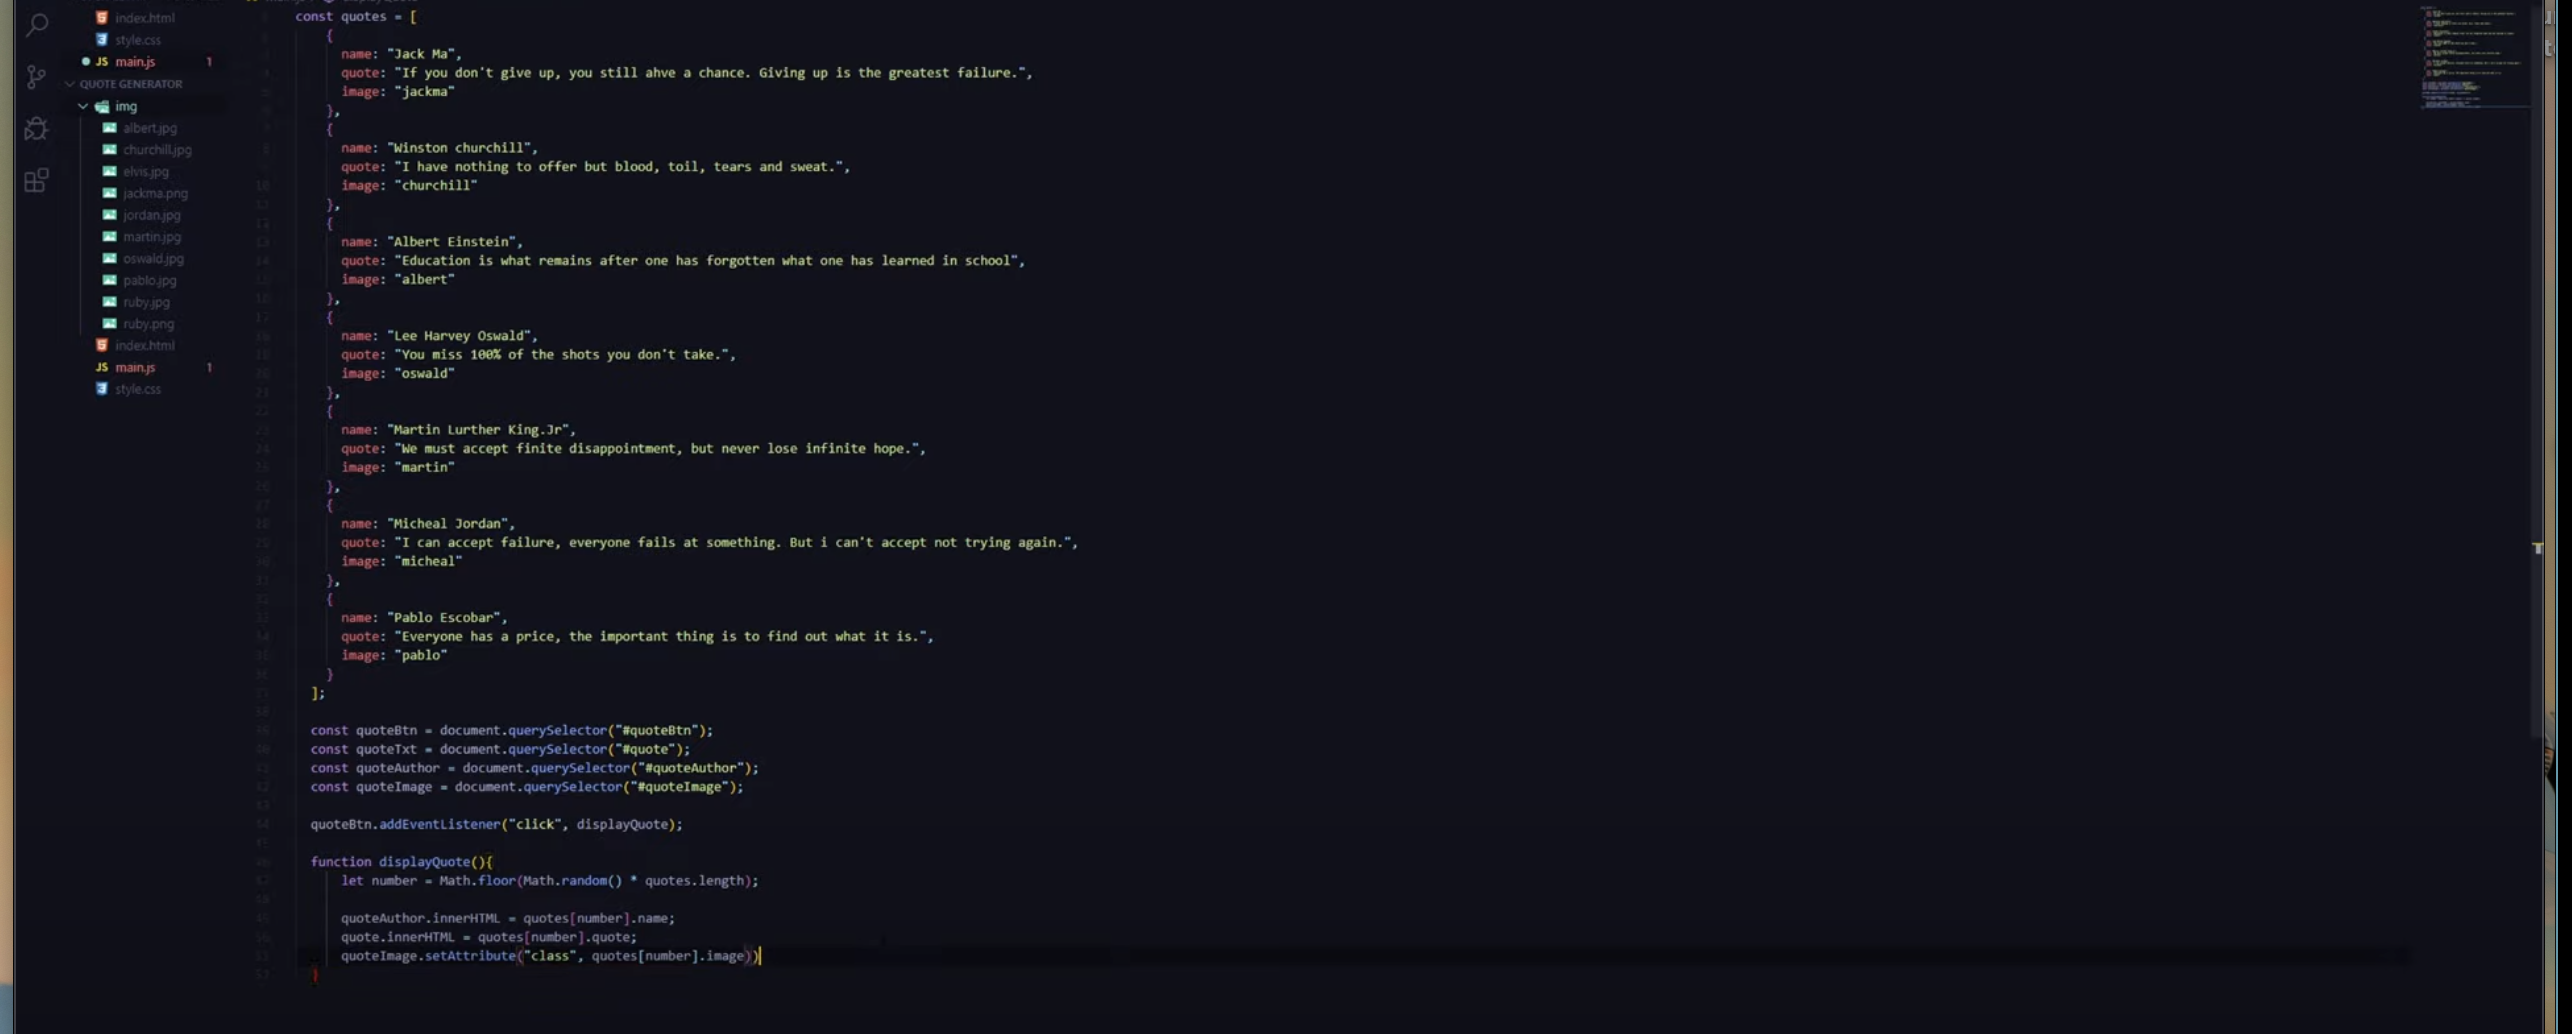 index.html
style.css
JS main.js 1
QUOTE GENERATOR
img
albert.jpg
churchill.jpg
elvis.jpg
jackma.png
jordan.jpg
martin.jpg
oswald.jpg
pablo.jpg
ruby.jpg
ruby.png
index.html
JS main.js 1
style.css
const quotes = [
{
name: "Jack Ma",
quote: "If you don't give up, you still ahve a chance. Giving up is the greatest failure.",
image: "jackma"
},
{
name: "Winston churchill",
quote: "I have nothing to offer but blood, toil, tears and sweat.",
image: "churchill"
},
{
name: "Albert Einstein",
quote: "Education is what remains after one has forgotten what one has learned in school",
image: "albert"
},
{
name: "Lee Harvey Oswald",
quote: "You miss 100% of the shots you don't take.",
image: "oswald"
},
{
name: "Martin Lurther King.Jr",
quote: "We must accept finite disappointment, but never lose infinite hope.",
image: "martin"
},
{
name: "Micheal Jordan",
quote: "I can accept failure, everyone fails at something. But i can't accept not trying again.",
image: "micheal"
},
{
name: "Pablo Escobar",
quote: "Everyone has a price, the important thing is to find out what it is.",
image: "pablo"
}
];
const quoteBtn = document.querySelector("#quoteBtn");
const quoteTxt = document.querySelector("#quote");
const quoteAuthor = document.querySelector("#quoteAuthor");
const quoteImage = document.querySelector("#quoteImage");
quoteBtn.addEventListener("click", displayQuote);
function displayQuote(){
let number = Math.floor(Math.random() * quotes.length);
quoteAuthor.innerHTML = quotes[number].name;
quote.innerHTML = quotes[number].quote;
quoteImage.setAttribute("class", quotes[number].image))
}